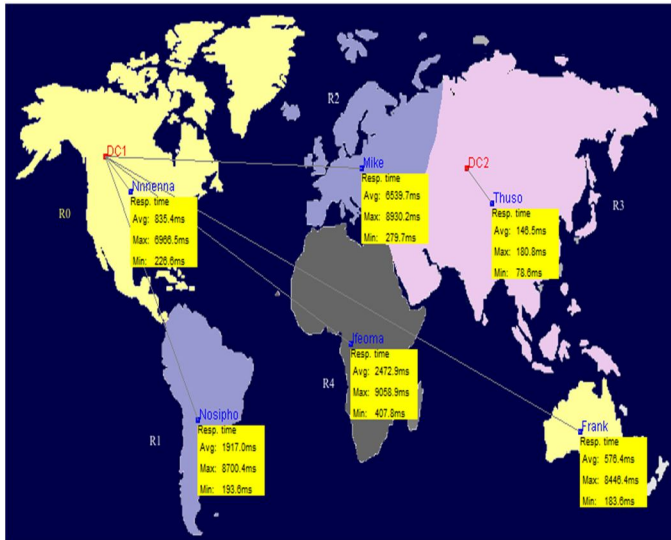 R2
DC1
Mike
DC2
Resp. time
Avg: 6539.7ms
Max: 8930.2ms
Min: 279.7ms
Nnnenna
Resp. time
Avg: 835.4ms
Max: 6966.5ms
Min: 226.6ms
R0
Thuso
Resp. time
Avg: 146.5ms
Max: 180.8ms
Min: 78.6ms
R3
Ifeoma
Resp. time
Avg: 2472.9ms
Max: 9058.9ms
Min: 407.8ms
R4
Nosipho
Resp. time
Avg: 1917.0ms
Max: 8700.4ms
Min: 193.6ms
R1
Frank
Resp. time
Avg: 576.4ms
Max: 8446.4ms
Min: 183.6ms